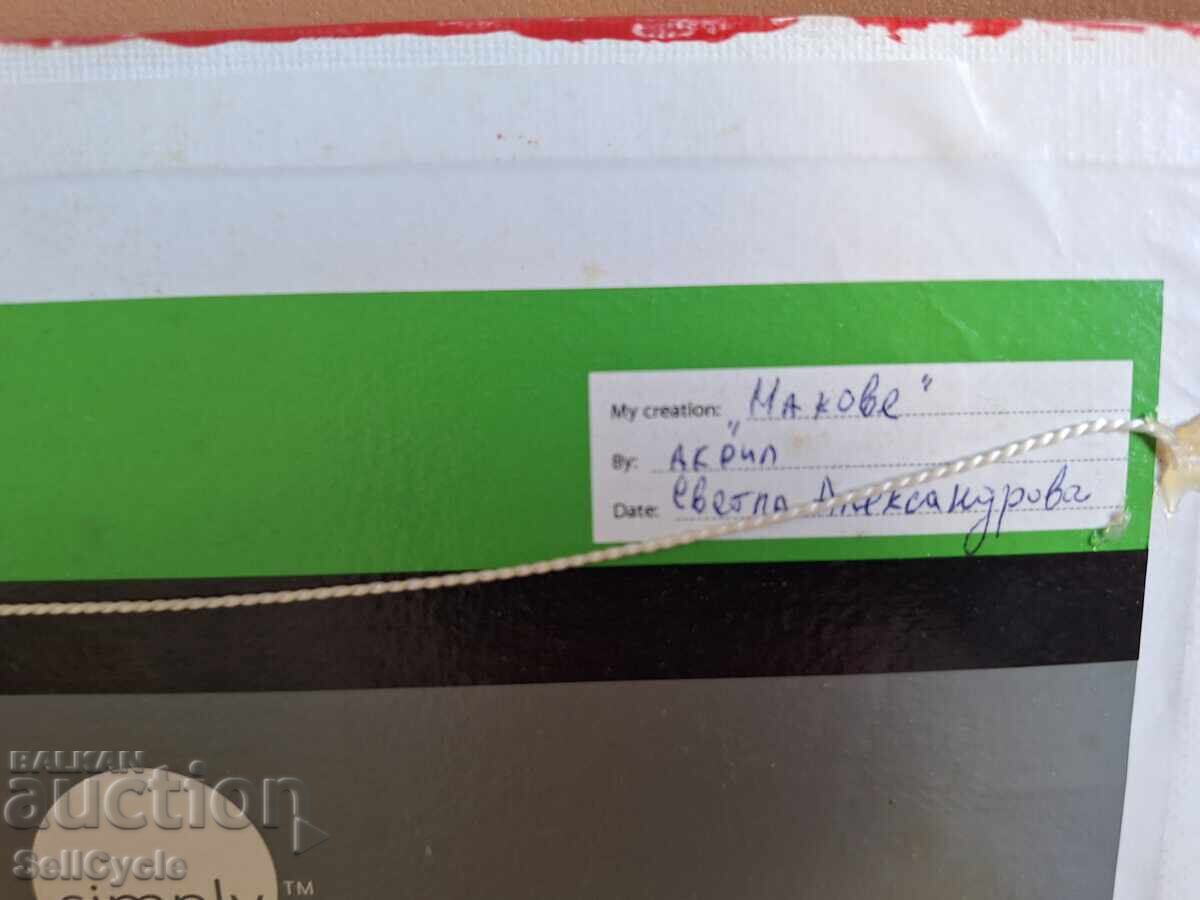 My creation: „Макове"
By: акрил
Date: Светла Александрова
BALKAN
auction
SellCycle
simply™